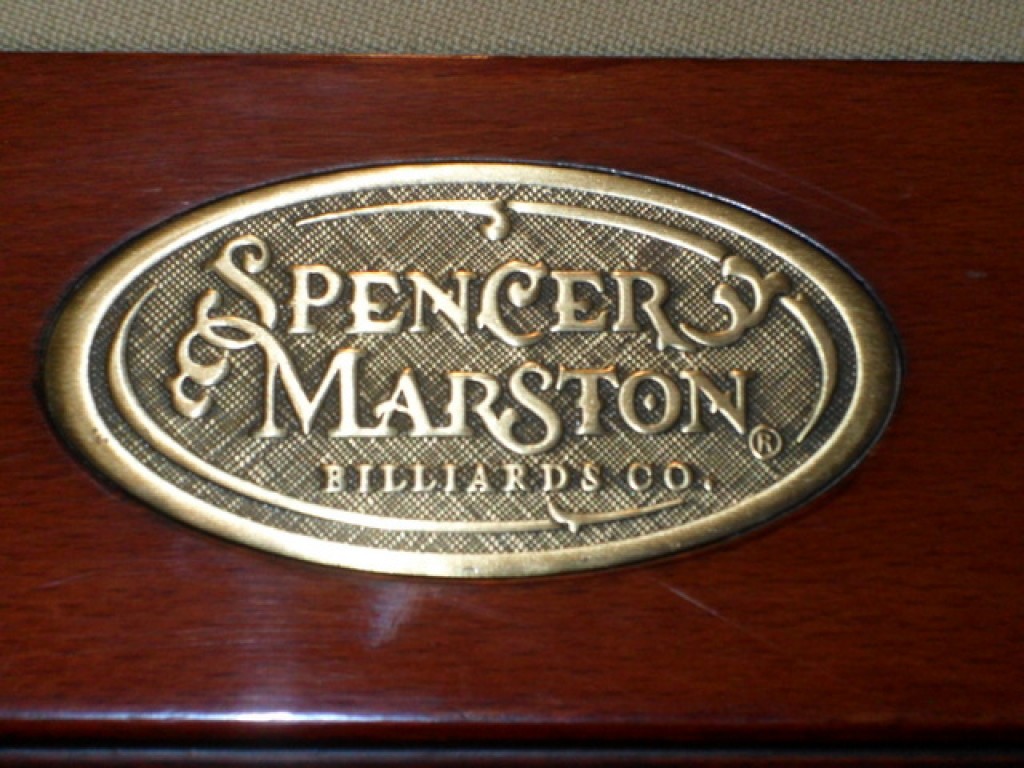 SPENCER
MARSTON®
BILLIARDS CO.